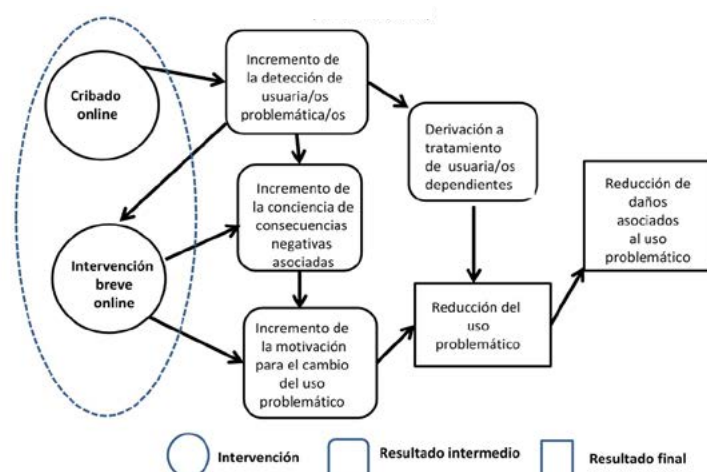 Cribado
online
Incremento de
la detección de
usuaria/os
problemática/os
Derivación a
tratamiento
de usuaria/os
dependientes
Reducción de
daños
asociados
al uso
problemático
Incremento de
la conciencia de
consecuencias
negativas
asociadas
Intervención
breve
online
Incremento de
la motivación
para el cambio
del uso
problemático
Reducción del
uso
problemático
Intervención
Resultado intermedio
Resultado final